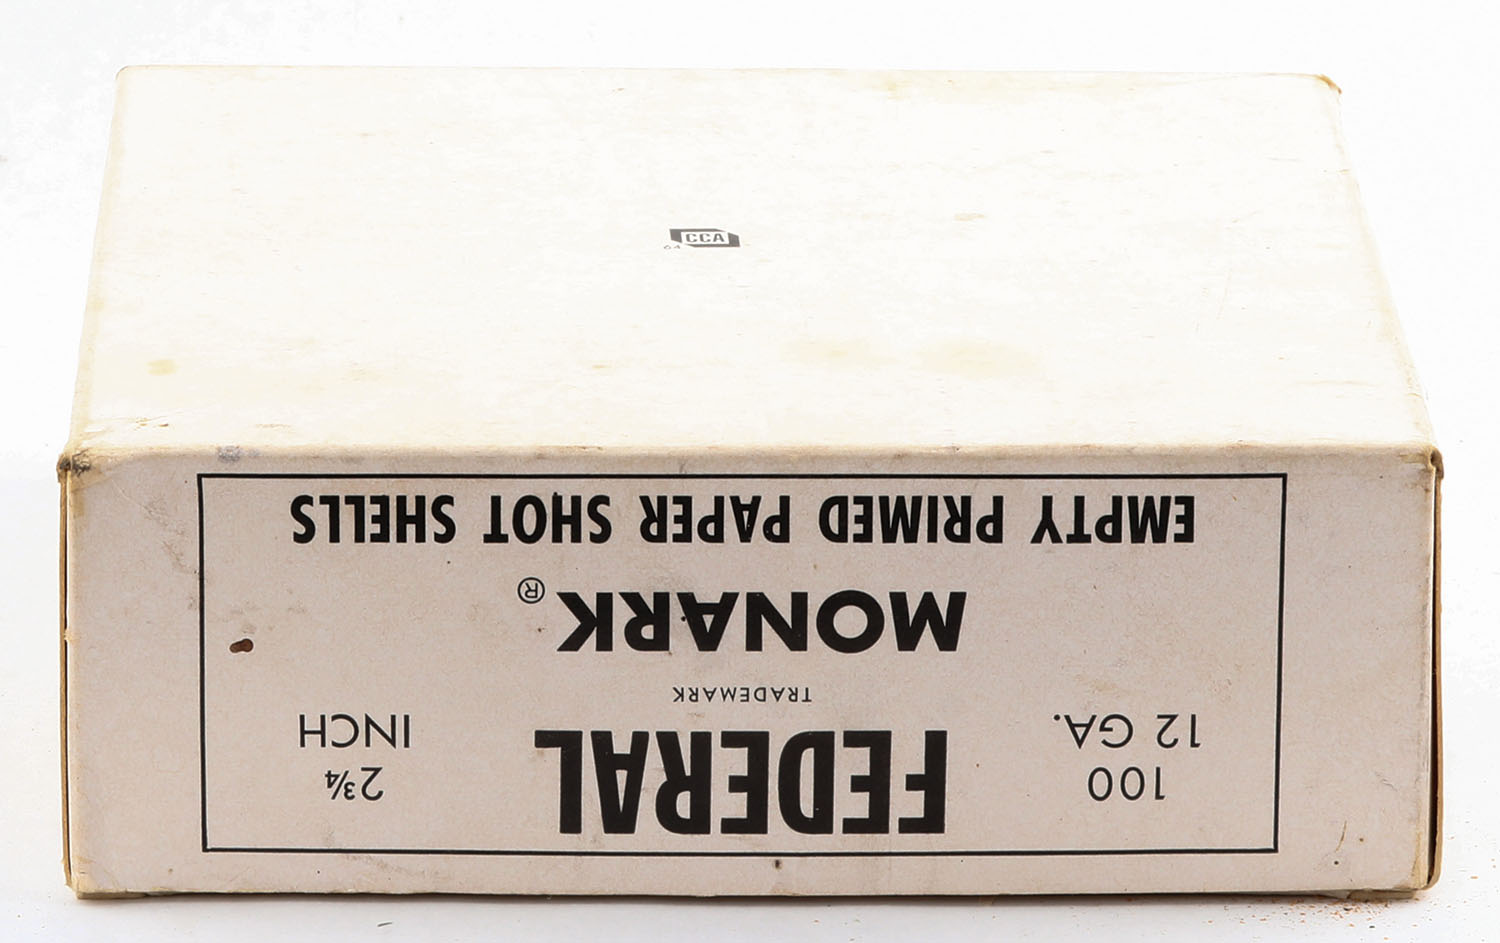 CCA
64
100
12 GA.
FEDERAL
2¾
INCH
TRADEMARK
MONARK®
EMPTY PRIMED PAPER SHOT SHELLS